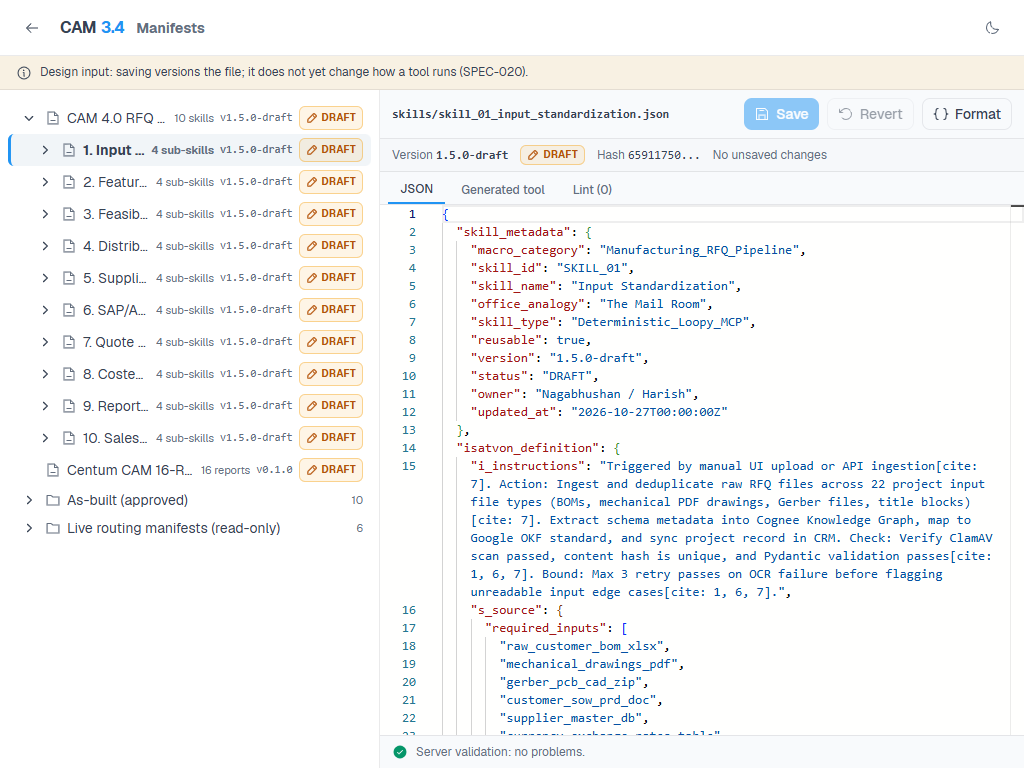 CAM 3.4 Manifests
Design input: saving versions the file; it does not yet change how a tool runs (SPEC-020).
CAM 4.0 RFQ ... 10 skills v1.5.0-draft DRAFT
1. Input ... 4 sub-skills v1.5.0-draft DRAFT
2. Featur... 4 sub-skills v1.5.0-draft DRAFT
3. Feasib... 4 sub-skills v1.5.0-draft DRAFT
4. Distrib... 4 sub-skills v1.5.0-draft DRAFT
5. Suppli... 4 sub-skills v1.5.0-draft DRAFT
6. SAP/A... 4 sub-skills v1.5.0-draft DRAFT
7. Quote ... 4 sub-skills v1.5.0-draft DRAFT
8. Coste... 4 sub-skills v1.5.0-draft DRAFT
9. Report... 4 sub-skills v1.5.0-draft DRAFT
10. Sales... 4 sub-skills v1.5.0-draft DRAFT
Centum CAM 16-R... 16 reports v0.1.0 DRAFT
As-built (approved) 10
Live routing manifests (read-only) 6
skills/skill_01_input_standardization.json Save Revert { } Format
Version 1.5.0-draft DRAFT Hash 65911750... No unsaved changes
JSON Generated tool Lint (0)
1 {
2 "skill_metadata": {
3 "macro_category": "Manufacturing_RFQ_Pipeline",
4 "skill_id": "SKILL_01",
5 "skill_name": "Input Standardization",
6 "office_analogy": "The Mail Room",
7 "skill_type": "Deterministic_Loopy_MCP",
8 "reusable": true,
9 "version": "1.5.0-draft",
10 "status": "DRAFT",
11 "owner": "Nagabhushan / Harish",
12 "updated_at": "2026-10-27T00:00:00Z"
13 },
14 "isatvon_definition": {
15 "i_instructions": "Triggered by manual UI upload or API ingestion[cite:
7]. Action: Ingest and deduplicate raw RFQ files across 22 project input
file types (BOMs, mechanical PDF drawings, Gerber files, title blocks)
[cite: 7]. Extract schema metadata into Cognee Knowledge Graph, map to
Google OKF standard, and sync project record in CRM. Check: Verify ClamAV
scan passed, content hash is unique, and Pydantic validation passes[cite:
1, 6, 7]. Bound: Max 3 retry passes on OCR failure before flagging
unreadable input edge cases[cite: 1, 6, 7].",
16 "s_source": {
17 "required_inputs": [
18 "raw_customer_bom_xlsx",
19 "mechanical_drawings_pdf",
20 "gerber_pcb_cad_zip",
21 "customer_sow_prd_doc",
22 "supplier_master_db",
Server validation: no problems.